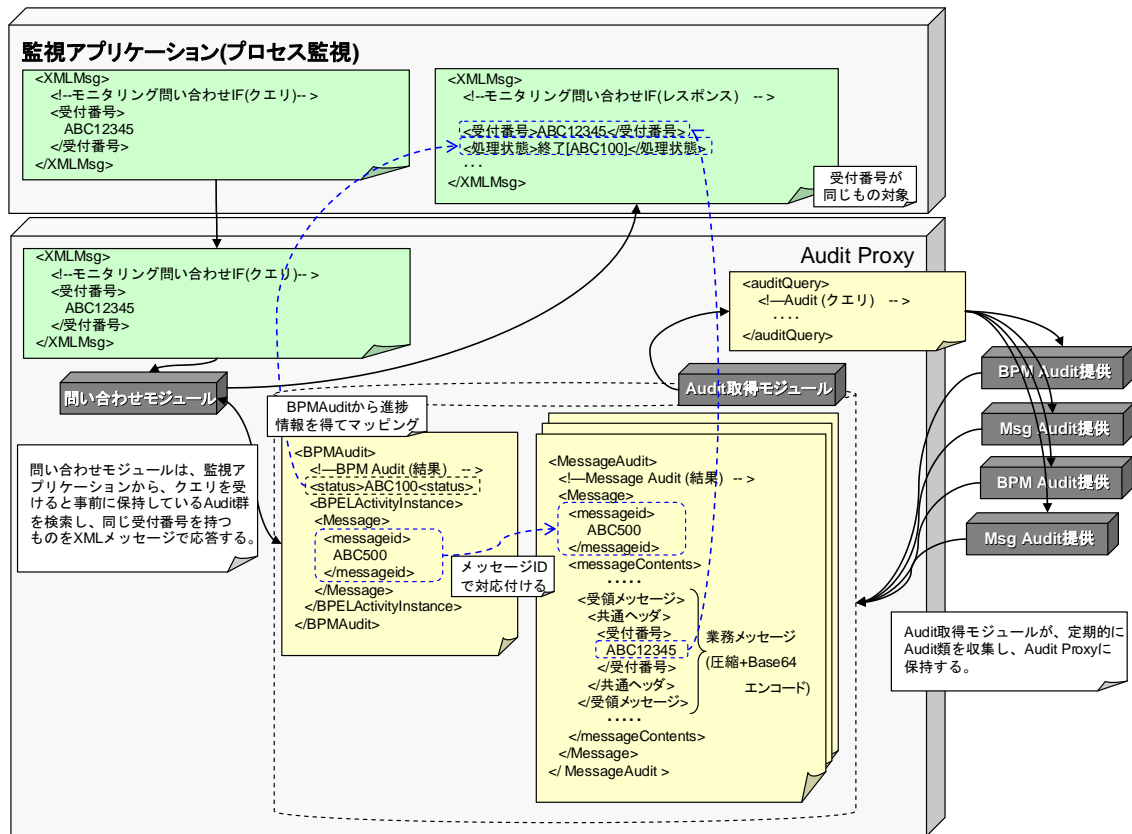 監視アプリケーション(プロセス監視)
<XMLMsg>
<!--モニタリング問い合わせIF(クエリ)-- >
<受付番号>
ABC12345
</受付番号>
</XMLMsg>
<XMLMsg>
<!--モニタリング問い合わせIF(レスポンス)　-- >
<受付番号>ABC12345</受付番号>
<処理状態>終了[ABC100]</処理状態>
・・・
</XMLMsg>
受付番号が
同じもの対象
Audit Proxy
<XMLMsg>
<!--モニタリング問い合わせIF(クエリ)-- >
<受付番号>
ABC12345
</受付番号>
</XMLMsg>
<auditQuery>
<!—Audit (クエリ)　-- >
・・・・
</auditQuery>
問い合わせモジュール
Audit取得モジュール
BPM Audit提供
Msg Audit提供
BPM Audit提供
Msg Audit提供
BPMAuditから進捗
情報を得てマッピング
問い合わせモジュールは、監視ア
プリケーションから、クエリを受
けると事前に保持しているAudit群
を検索し、同じ受付番号を持つ
ものをXMLメッセージで応答する。
<BPMAudit>
<!—BPM Audit (結果)　-- >
<status>ABC100<status>
<BPELActivityInstance>
<Message>
<messageid>
ABC500
</messageid>
</Message>
</BPELActivityInstance>
</BPMAudit>
メッセージID
で対応付ける
<MessageAudit>
<!—Message Audit (結果)　-- >
<Message>
<messageid>
ABC500
</messageid>
<messageContents>
・・・・・
<受領メッセージ>
<共通ヘッダ>
<受付番号>
ABC12345
</受付番号>
</共通ヘッダ>
</受領メッセージ>
・・・・・
</messageContents>
</Message>
</ MessageAudit >
業務メッセージ
(圧縮+Base64
エンコード)
Audit取得モジュールが、定期的に
Audit類を収集し、Audit Proxyに
保持する。